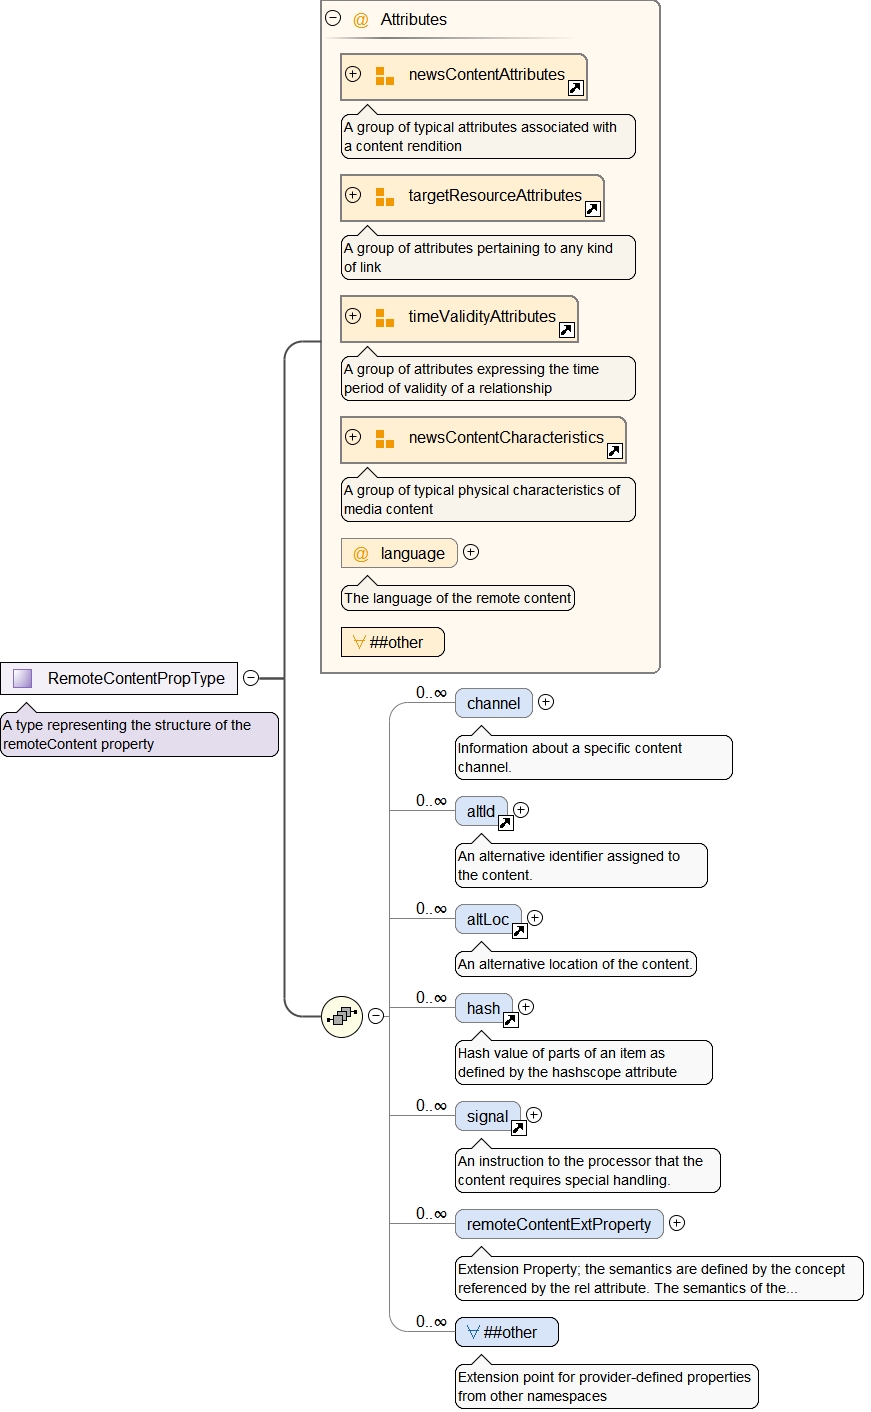 @ Attributes
newsContentAttributes
A group of typical attributes associated with
a content rendition
targetResourceAttributes
A group of attributes pertaining to any kind
of link
timeValidityAttributes
A group of attributes expressing the time
period of validity of a relationship
newsContentCharacteristics
A group of typical physical characteristics of
media content
@ language
The language of the remote content
∀ ##other
RemoteContentPropType
A type representing the structure of the
remoteContent property
0..∞ channel
Information about a specific content
channel.
0..∞ altId
An alternative identifier assigned to
the content.
0..∞ altLoc
An alternative location of the content.
0..∞ hash
Hash value of parts of an item as
defined by the hashscope attribute
0..∞ signal
An instruction to the processor that the
content requires special handling.
0..∞ remoteContentExtProperty
Extension Property; the semantics are defined by the concept
referenced by the rel attribute. The semantics of the...
0..∞ ∀ ##other
Extension point for provider-defined properties
from other namespaces